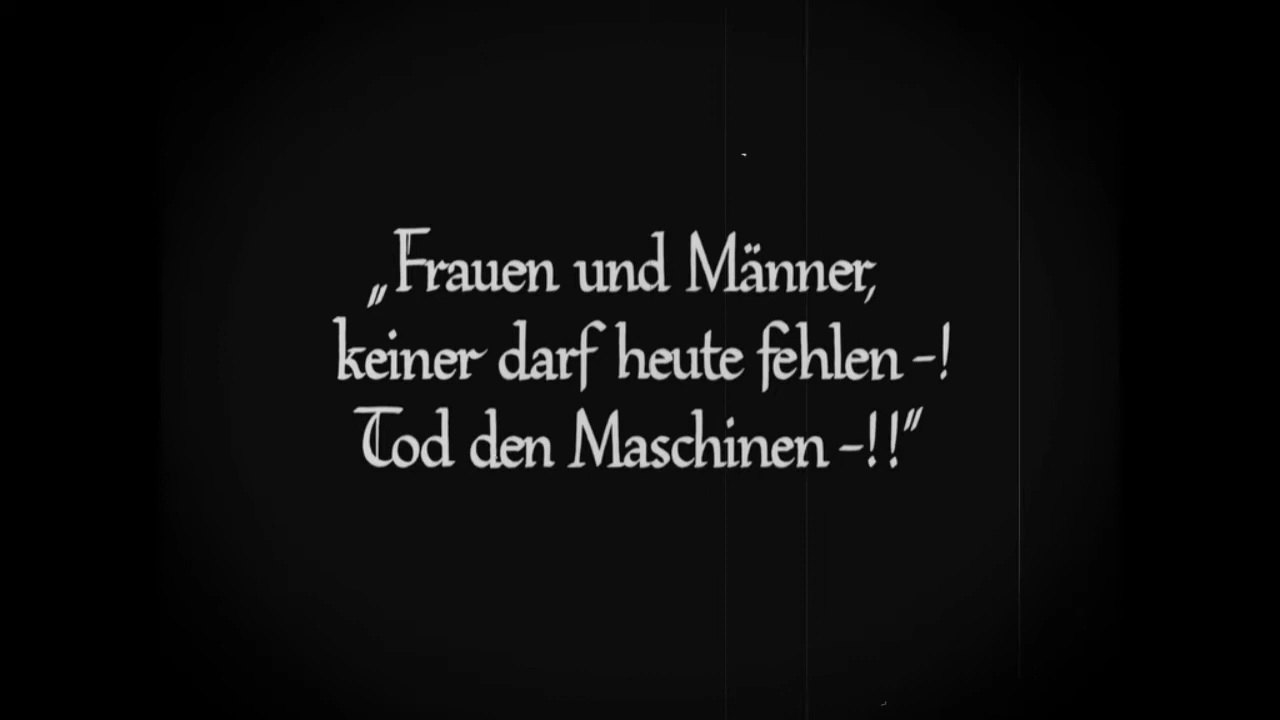 „Frauen und Männer,
keiner darf heute fehlen -!
Tod den Maschinen -!!"